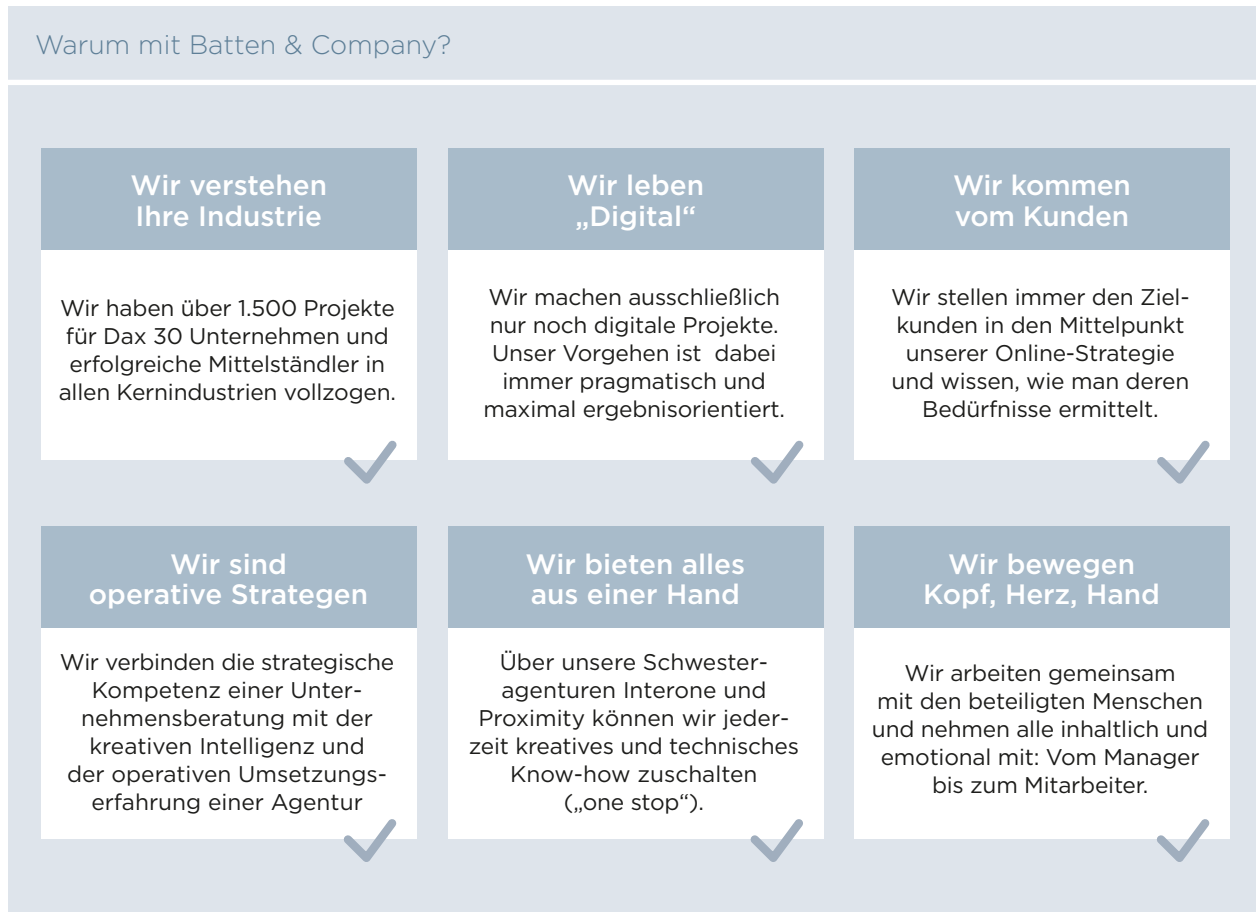 Warum mit Batten & Company?
Wir verstehen
Ihre Industrie
Wir haben über 1.500 Projekte
für Dax 30 Unternehmen und
erfolgreiche Mittelständler in
allen Kernindustrien vollzogen.
Wir leben
„Digital“
Wir machen ausschließlich
nur noch digitale Projekte.
Unser Vorgehen ist  dabei
immer pragmatisch und
maximal ergebnisorientiert.
Wir kommen
vom Kunden
Wir stellen immer den Ziel-
kunden in den Mittelpunkt
unserer Online-Strategie
und wissen, wie man deren
Bedürfnisse ermittelt.
Wir sind
operative Strategen
Wir verbinden die strategische
Kompetenz einer Unter-
nehmensberatung mit der
kreativen Intelligenz und
der operativen Umsetzungs-
erfahrung einer Agentur
Wir bieten alles
aus einer Hand
Über unsere Schwester-
agenturen Interone und
Proximity können wir jeder-
zeit kreatives und technisches
Know-how zuschalten
(„one stop“).
Wir bewegen
Kopf, Herz, Hand
Wir arbeiten gemeinsam
mit den beteiligten Menschen
und nehmen alle inhaltlich und
emotional mit: Vom Manager
bis zum Mitarbeiter.